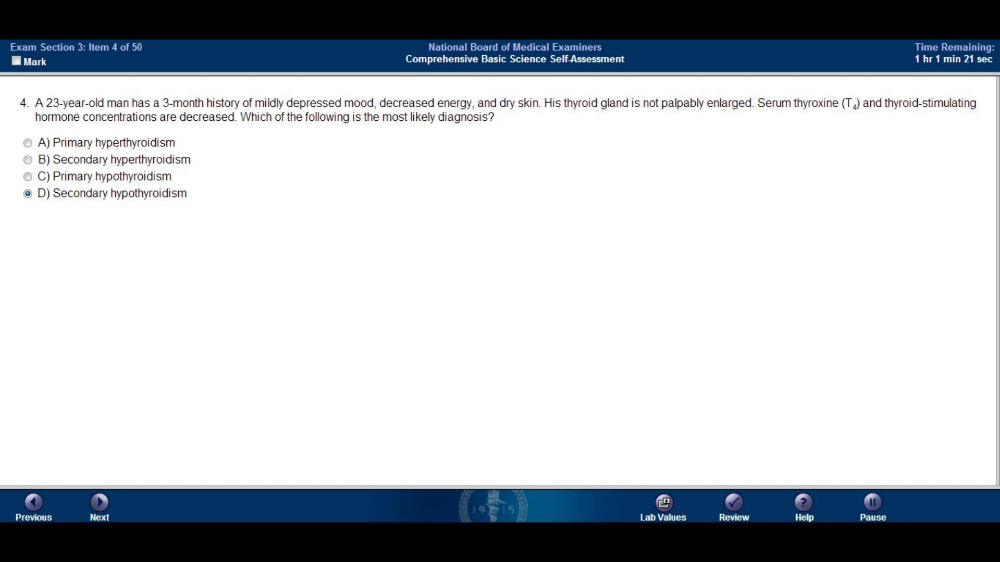 Exam Section 3: Item 4 of 50
National Board of Medical Examiners
Time Remaining:
Mark
Comprehensive Basic Science Self-Assessment
1 hr 1 min 21 sec
4. A 23-year-old man has a 3-month history of mildly depressed mood, decreased energy, and dry skin. His thyroid gland is not palpably enlarged. Serum thyroxine (T4) and thyroid-stimulating
hormone concentrations are decreased. Which of the following is the most likely diagnosis?
A) Primary hyperthyroidism
B) Secondary hyperthyroidism
C) Primary hypothyroidism
D) Secondary hypothyroidism
1915
Previous
Next
Lab Values
Review
Help
Pause